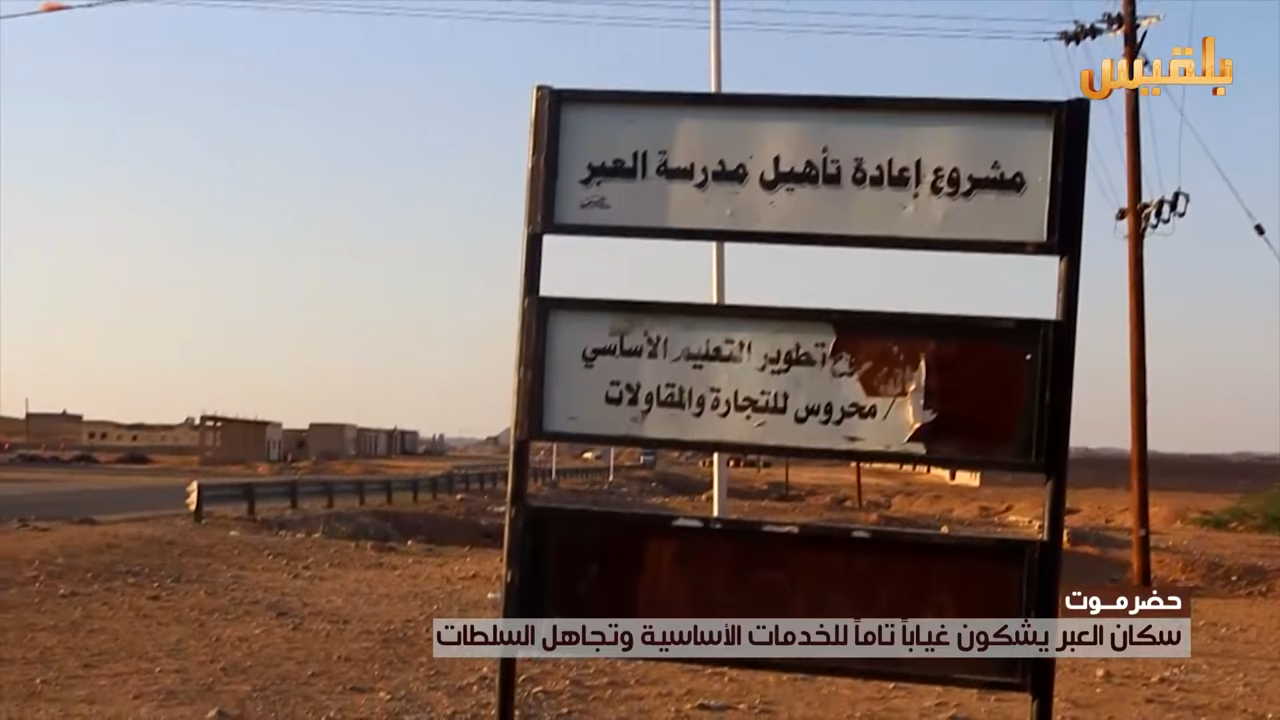 بلقيس
مشروع إعادة تأهيل مدرسة العبر
تطوير التعليم الأساسي
/ محروس للتجارة والمقاولات
حضرموت
سكان العبر يشكون غياباً تاماً للخدمات الأساسية وتجاهل السلطات